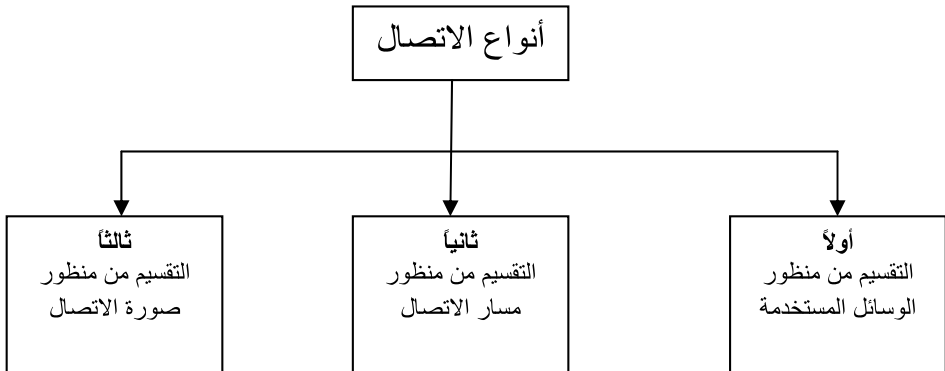 أنواع الاتصال
أولاً
التقسيم من منظور
الوسائل المستخدمة
ثانياً
التقسيم من منظور
مسار الاتصال
ثالثاً
التقسيم من منظور
صورة الاتصال